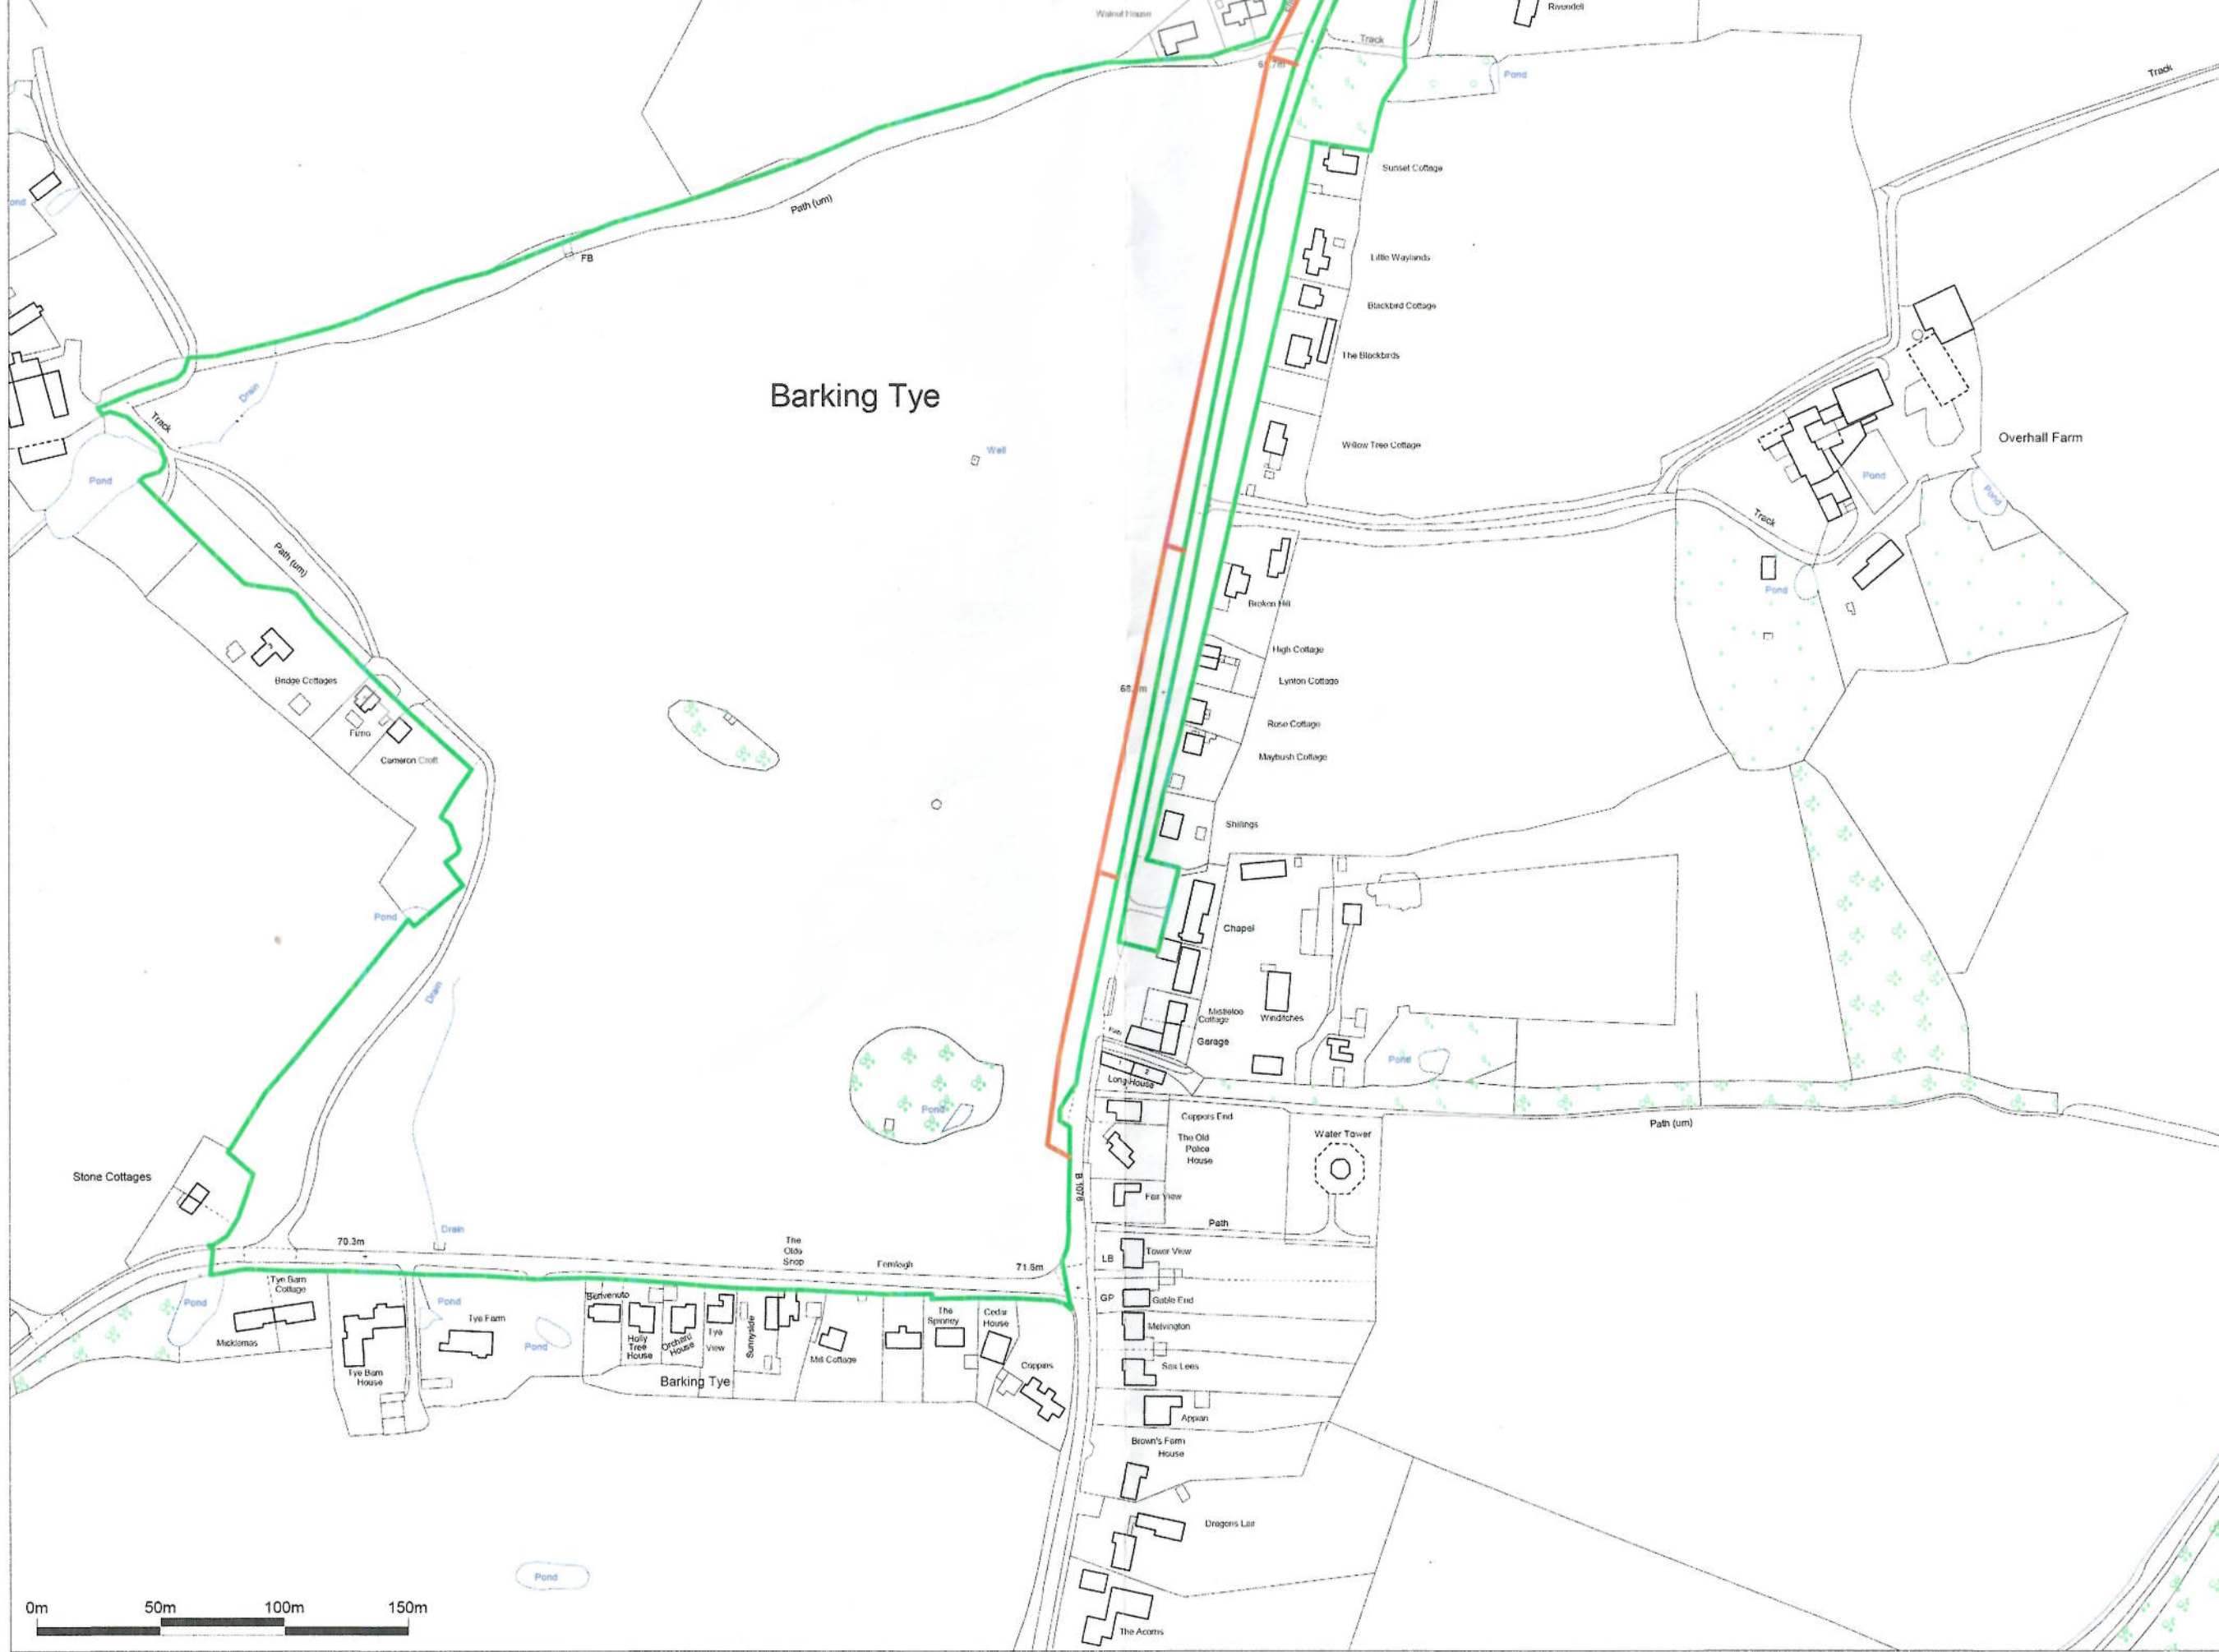 Walnut House
Rivendell
Track
Pond
Track
Sunset Cottage
Path (um)
FB
Little Waylands
Blackbird Cottage
The Blackbirds
Barking Tye
Drain
Track
Well
Willow Tree Cottage
Overhall Farm
Pond
Pond
Pond
Track
Path (um)
Pond
Broken Hill
High Cottage
Bridge Cottages
Lynton Cottage
Rose Cottage
Cameron Croft
Maybush Cottage
Shillings
Pond
Chapel
Drain
Mistletoe
Cottage
Winditches
Garage
Path
Pond
1
2
Long House
Pond
Coppers End
Path (um)
Water Tower
The Old
Police
House
Stone Cottages
B 1078
Fair View
Path
Drain
70.3m
The
Olde
Shop
Fernleigh
71.6m
LB
Tower View
Tye Barn
Cottage
Pond
Pond
Benvenuto
GP
Gable End
Tye Farm
The
Spinney
Cedar
House
Melvington
Micklemas
Pond
Holly
Tree
House
Orchard
House
Tye
View
Sunnyside
Mill Cottage
Coppins
Sax Lees
Tye Barn
House
Barking Tye
Appian
Brown's Farm
House
Dragons Lair
Pond
0m 50m 100m 150m
The Acorns